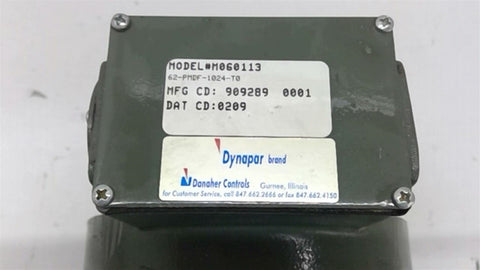 MODEL#M060113
62-PMDF-1024-T0
MFG CD: 909289 0001
DAT CD:0209
Dynapar brand
Danaher Controls Gurnee, Illinois
for Customer Service, call 847.662.2666 or fax 847.662.4150